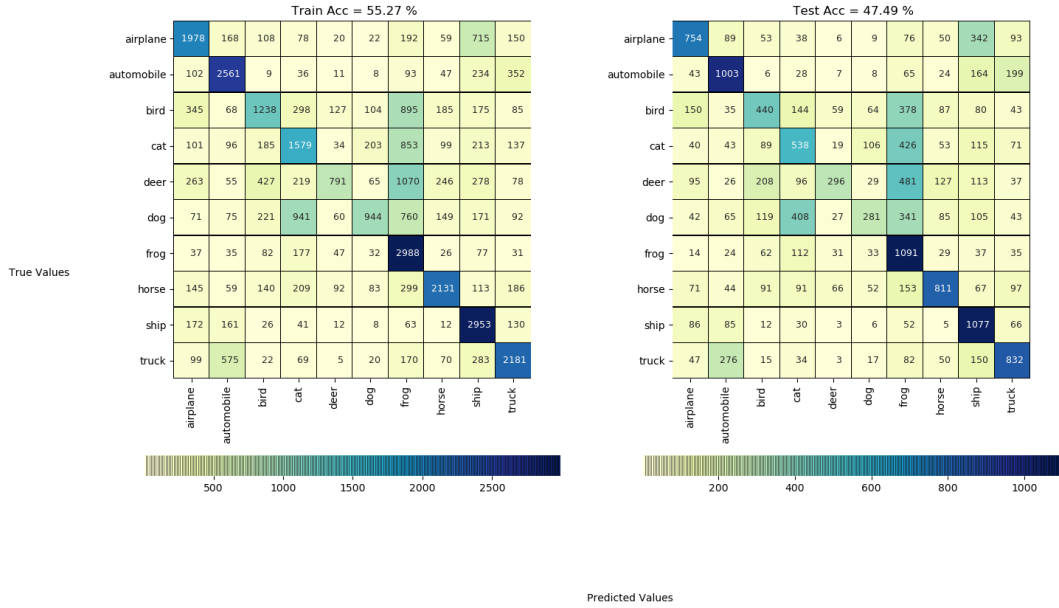 Train Acc = 55.27 %
airplane 1978 168 108 78 20 22 192 59 715 150
automobile 102 2561 9 36 11 8 93 47 234 352
bird 345 68 1238 298 127 104 895 185 175 85
cat 101 96 185 1579 34 203 853 99 213 137
deer 263 55 427 219 791 65 1070 246 278 78
dog 71 75 221 941 60 944 760 149 171 92
frog 37 35 82 177 47 32 2988 26 77 31
True Values
horse 145 59 140 209 92 83 299 2131 113 186
ship 172 161 26 41 12 8 63 12 2953 130
truck 99 575 22 69 5 20 170 70 283 2181
airplane automobile bird cat deer dog frog horse ship truck
500 1000 1500 2000 2500
Test Acc = 47.49 %
airplane 754 89 53 38 6 9 76 50 342 93
automobile 43 1003 6 28 7 8 65 24 164 199
bird 150 35 440 144 59 64 378 87 80 43
cat 40 43 89 538 19 106 426 53 115 71
deer 95 26 208 96 296 29 481 127 113 37
dog 42 65 119 408 27 281 341 85 105 43
frog 14 24 62 112 31 33 1091 29 37 35
horse 71 44 91 91 66 52 153 811 67 97
ship 86 85 12 30 3 6 52 5 1077 66
truck 47 276 15 34 3 17 82 50 150 832
airplane automobile bird cat deer dog frog horse ship truck
200 400 600 800 1000
Predicted Values